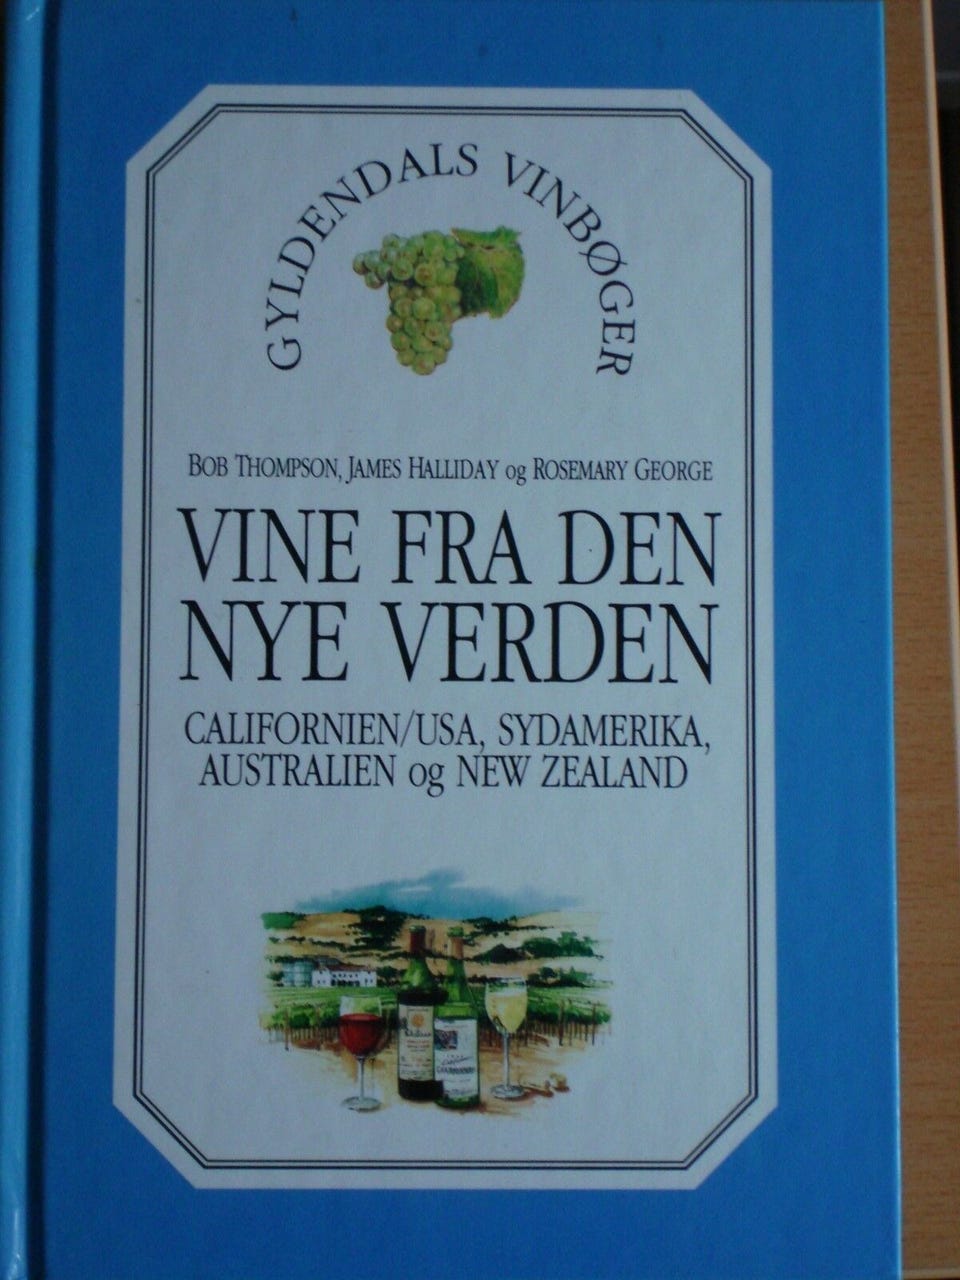 GYLDENDALS VINBØGER
BOB THOMPSON, JAMES HALLIDAY og ROSEMARY GEORGE
VINE FRA DEN
NYE VERDEN
CALIFORNIEN/USA, SYDAMERIKA,
AUSTRALIEN og NEW ZEALAND